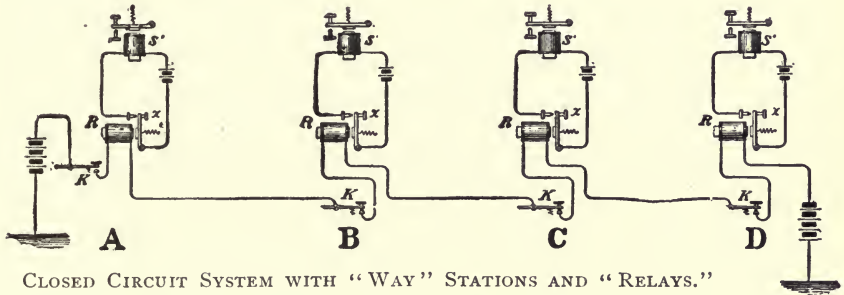 S' S' S' S'
x x x x
R R R R
K K K K
A B C D
CLOSED CIRCUIT SYSTEM WITH "WAY" STATIONS AND "RELAYS."